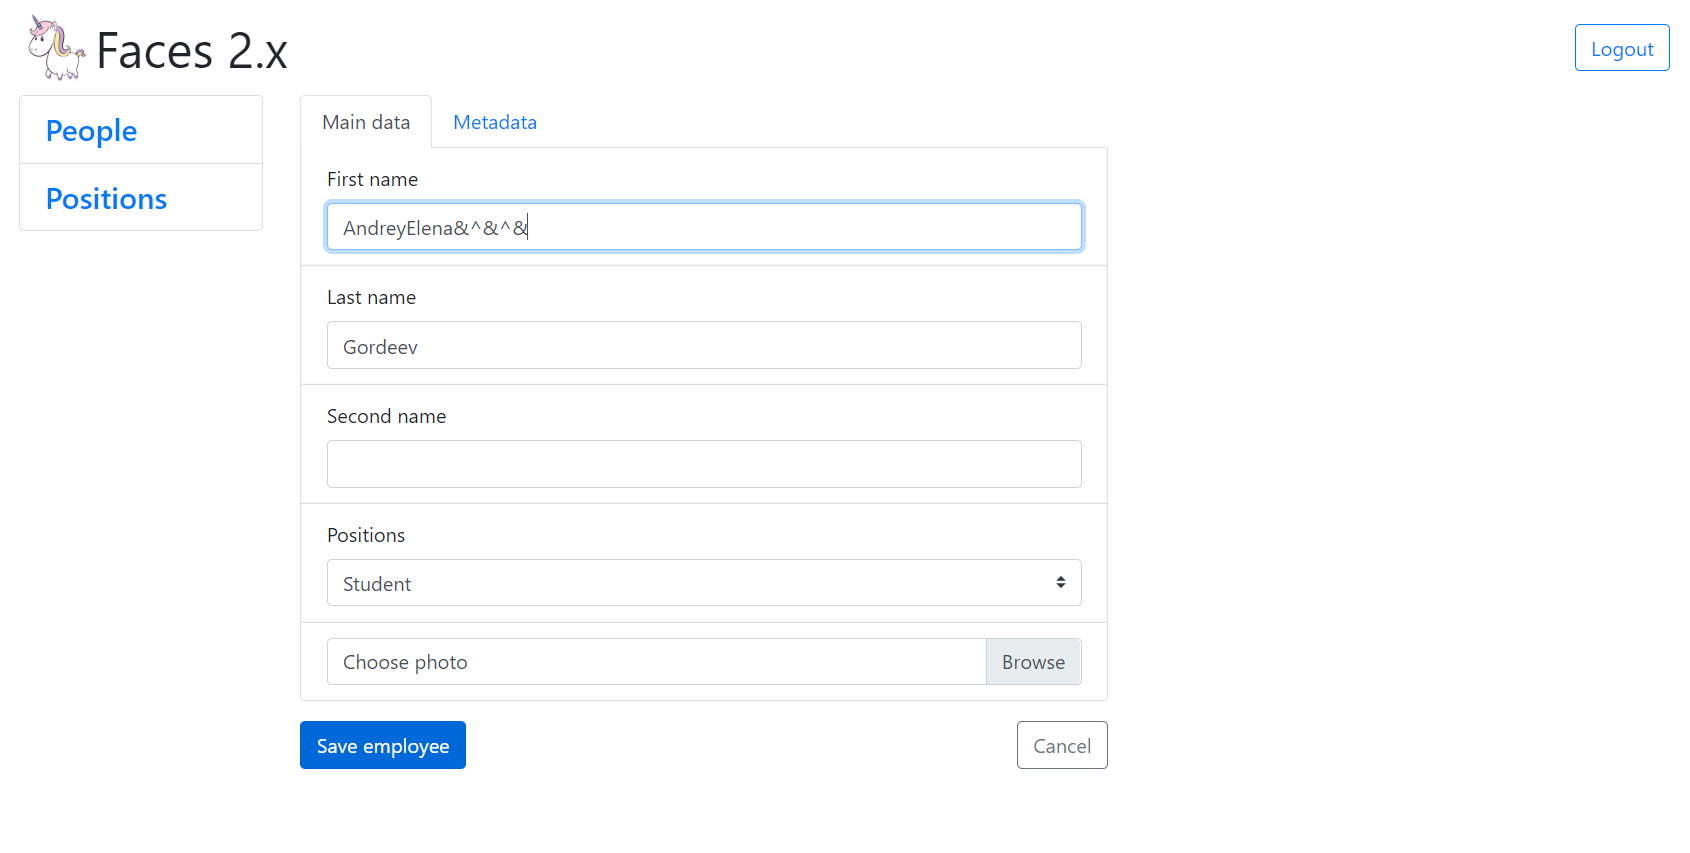 Faces 2.x
Logout
People
Positions
Main data
Metadata
First name
AndreyElena&^&^&
Last name
Gordeev
Second name
Positions
Student
Choose photo
Browse
Save employee
Cancel